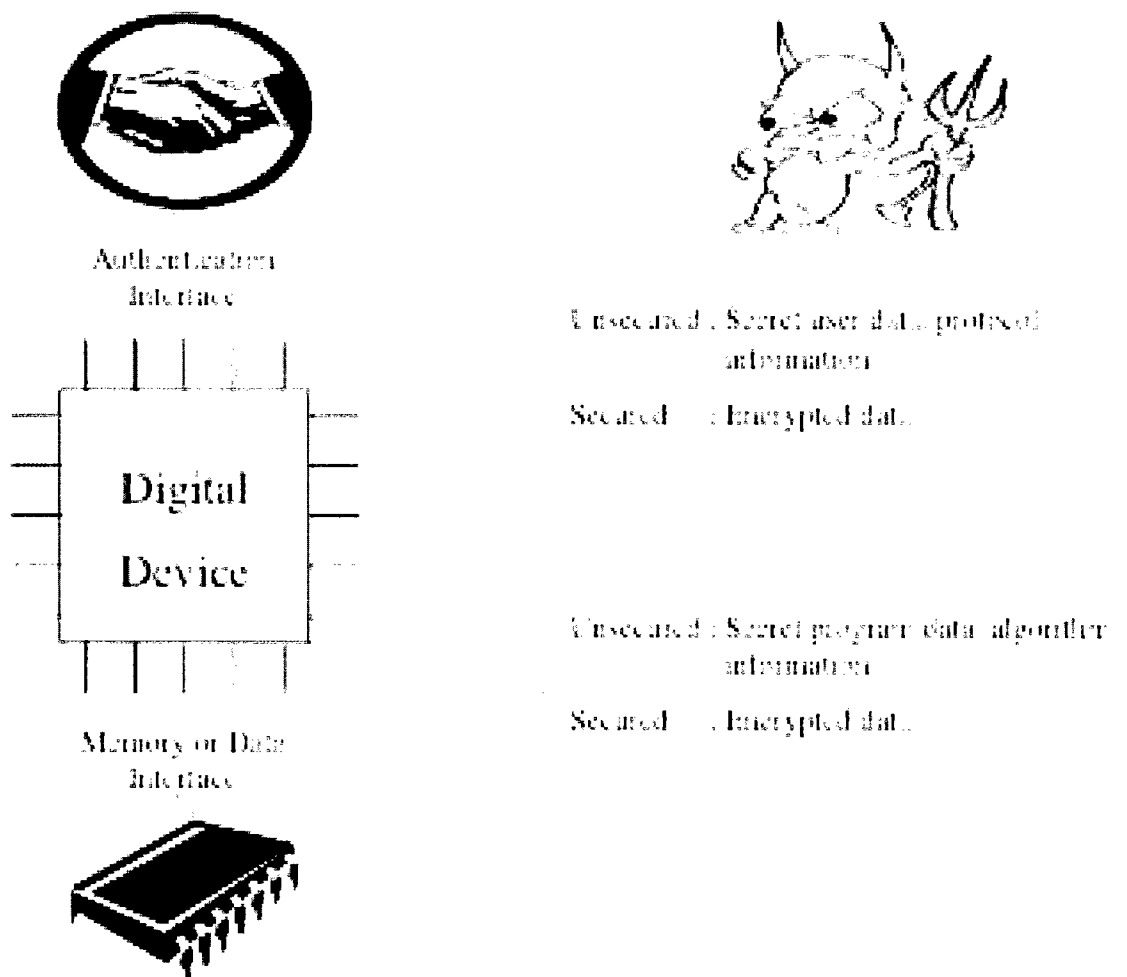 Authentication
Interface
Unsecured : Secret user data, protocol
information
Secured : Encrypted data
Digital
Device
Unsecured : Secret program data, algorithm
information
Secured : Encrypted data
Memory or Data
Interface